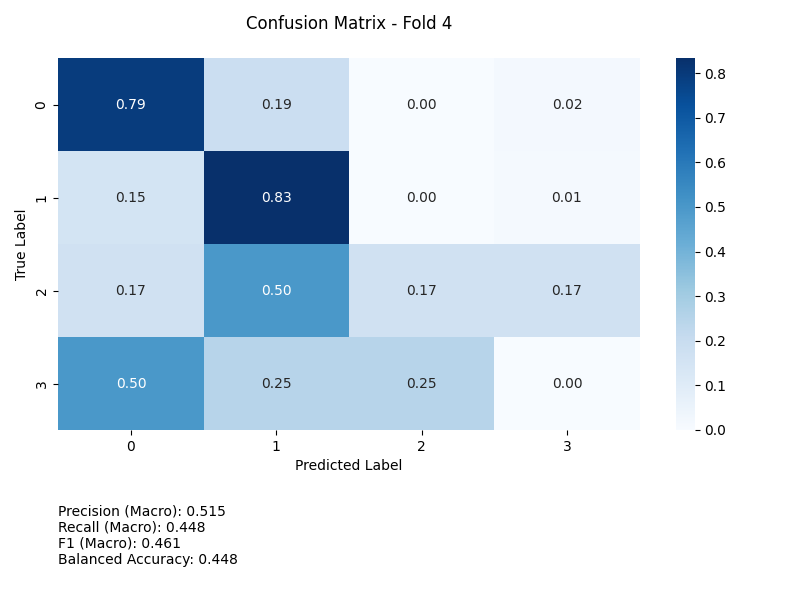 Confusion Matrix - Fold 4
0.8
0 0.79 0.19 0.00 0.02
0.7
0.6
1 0.15 0.83 0.00 0.01
0.5
True Label
0.4
2 0.17 0.50 0.17 0.17
0.3
0.2
3 0.50 0.25 0.25 0.00
0.1
0.0
0 1 2 3
Predicted Label
Precision (Macro): 0.515
Recall (Macro): 0.448
F1 (Macro): 0.461
Balanced Accuracy: 0.448